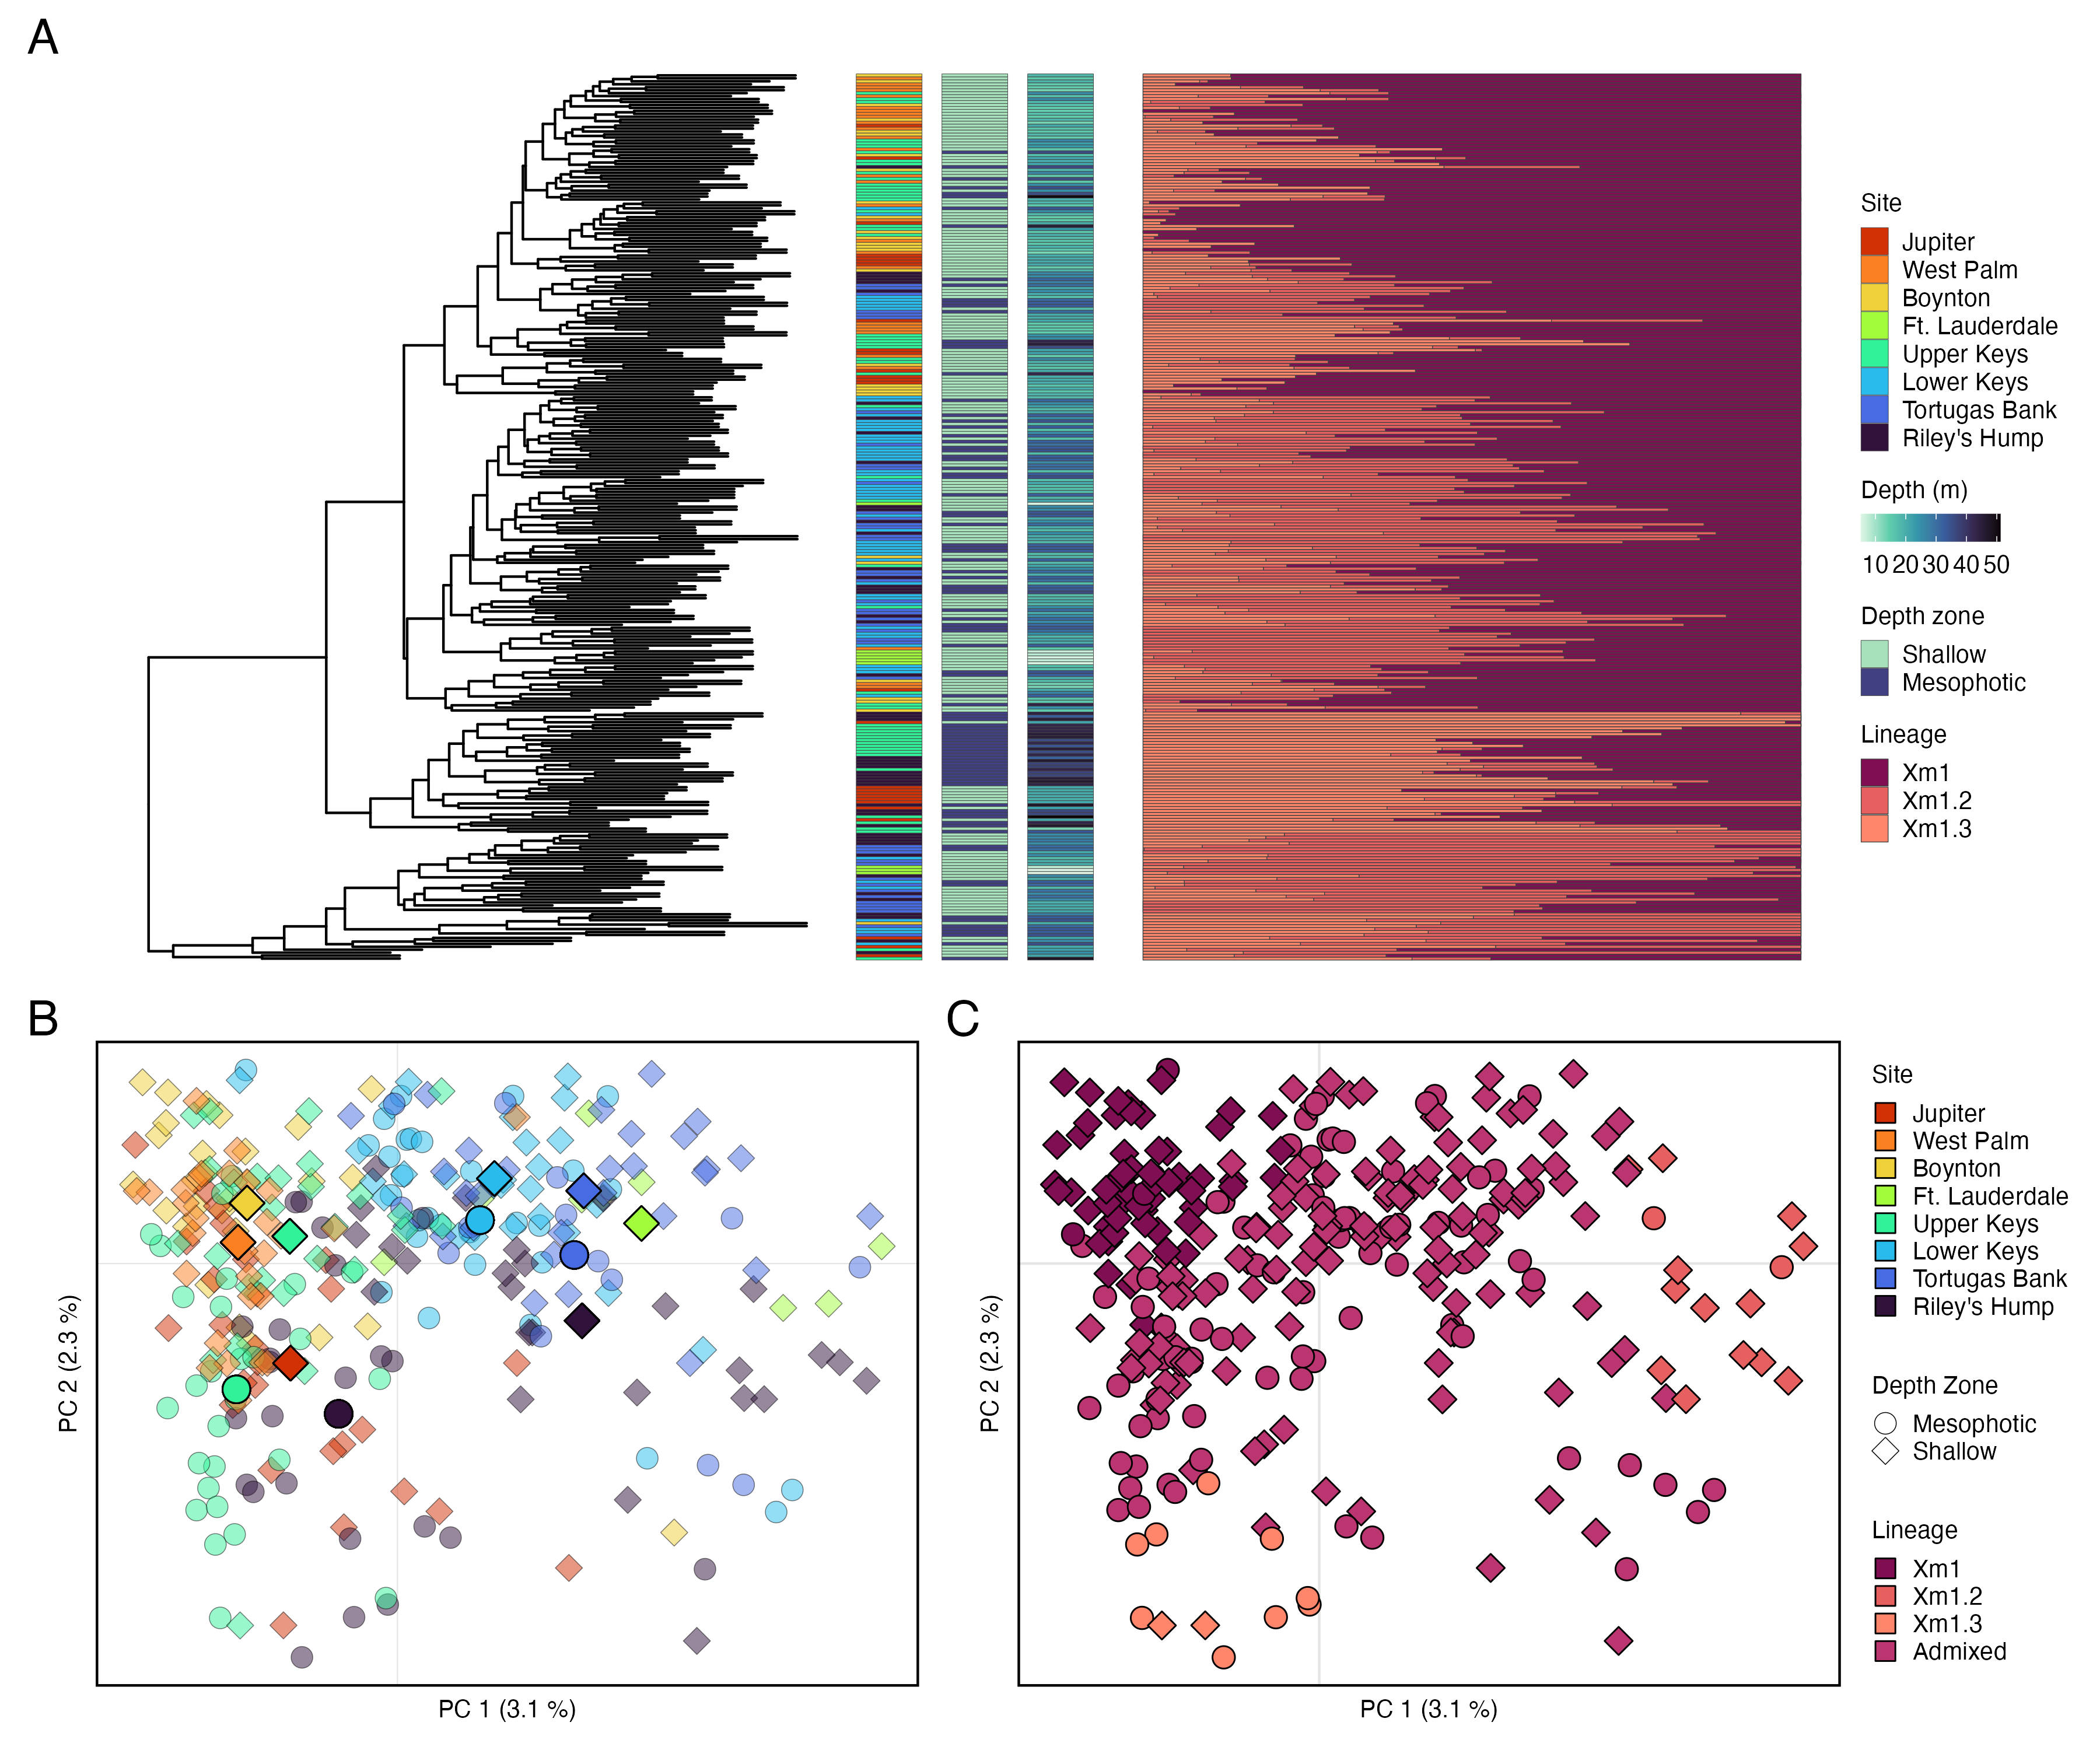 A
Site
Jupiter
West Palm
Boynton
Ft. Lauderdale
Upper Keys
Lower Keys
Tortugas Bank
Riley's Hump
Depth (m)
10 20 30 40 50
Depth zone
Shallow
Mesophotic
Lineage
Xm1
Xm1.2
Xm1.3
B
PC 2 (2.3 %)
PC 1 (3.1 %)
C
PC 2 (2.3 %)
PC 1 (3.1 %)
Site
Jupiter
West Palm
Boynton
Ft. Lauderdale
Upper Keys
Lower Keys
Tortugas Bank
Riley's Hump
Depth Zone
Mesophotic
Shallow
Lineage
Xm1
Xm1.2
Xm1.3
Admixed